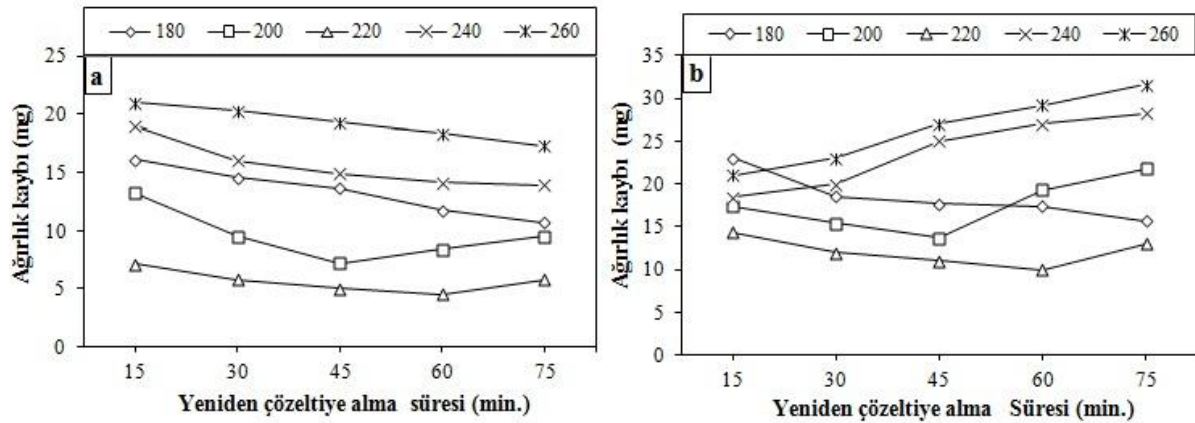 180 200 220 240 260
a
25
20
15
10
5
0
Ağırlık kaybı (mg)
15 30 45 60 75
Yeniden çözeltiye alma süresi (min.)
180 200 220 240 260
b
35
30
25
20
15
10
5
0
Ağırlık kaybı (mg)
15 30 45 60 75
Yeniden çözeltiye alma Süresi (min.)